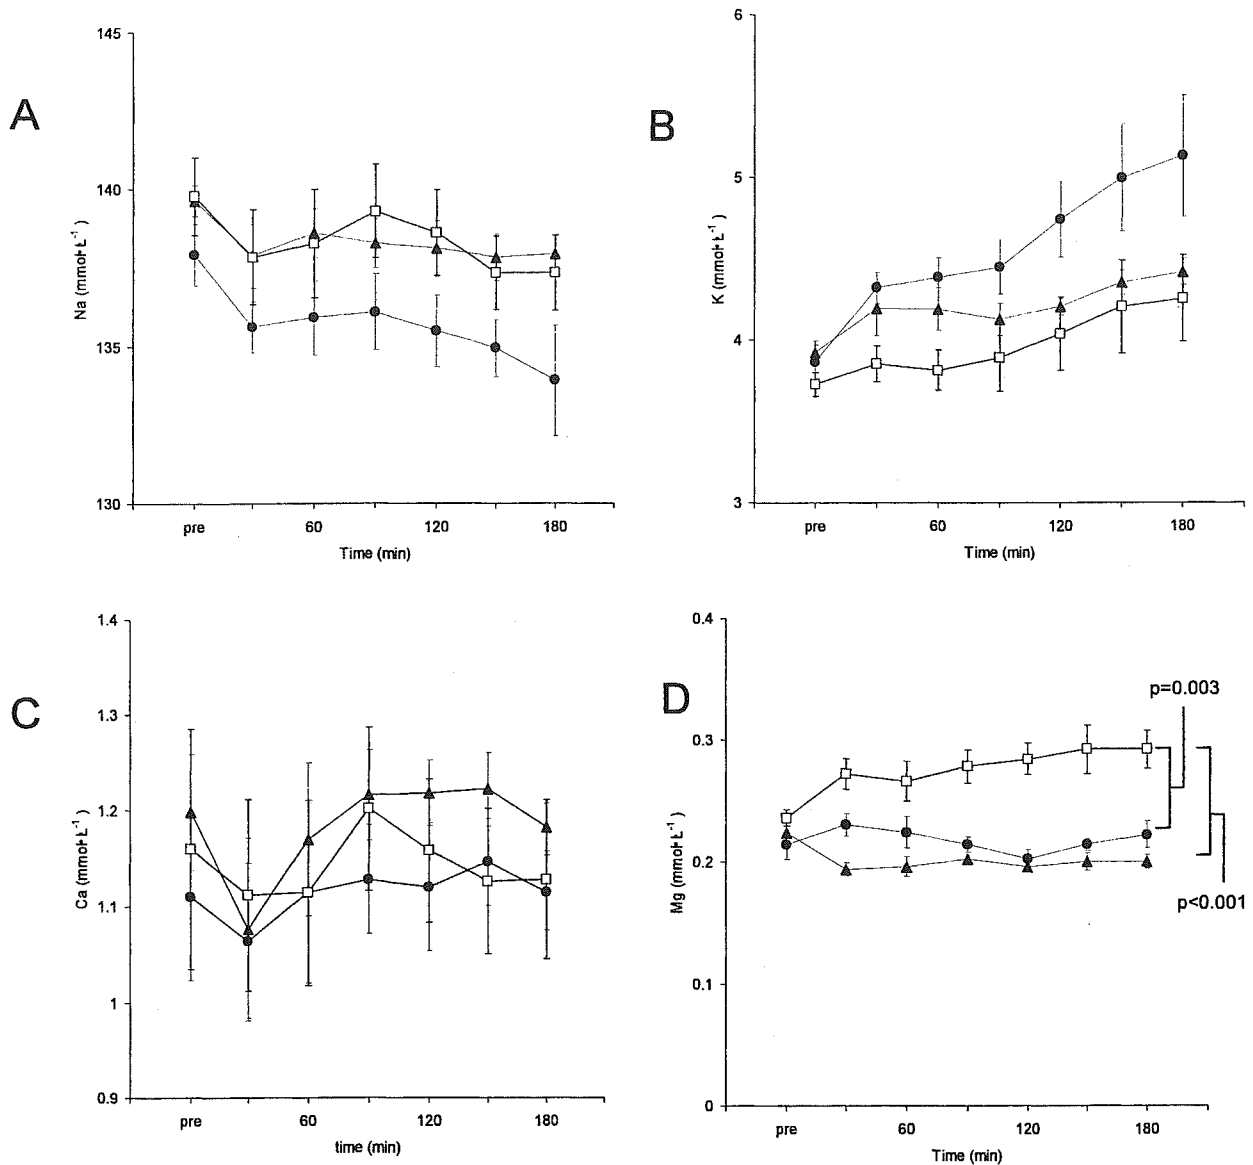 A
145
140
135
130
Na (mmol•L⁻¹)
pre 60 120 180
Time (min)
B
6
5
4
3
K (mmol•L⁻¹)
pre 60 120 180
Time (min)
C
1.4
1.3
1.2
1.1
1
0.9
Ca (mmol•L⁻¹)
pre 60 120 180
time (min)
D
0.4
0.3
0.2
0.1
0
Mg (mmol•L⁻¹)
p=0.003
p<0.001
pre 60 120 180
Time (min)